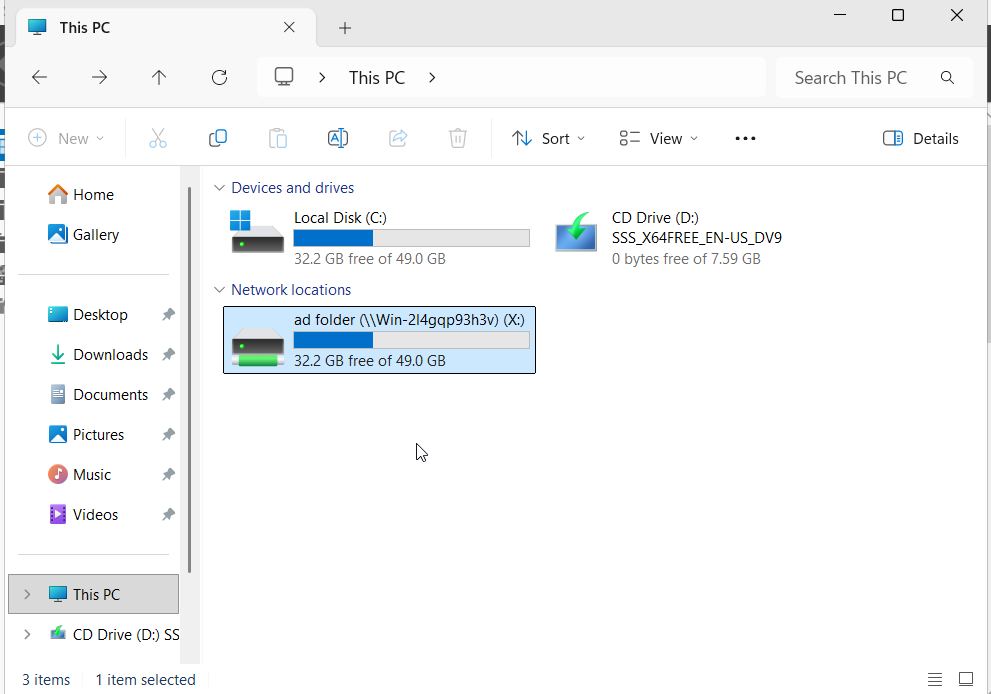 This PC
This PC
Search This PC
New
Sort
View
Details
Home
Gallery
Desktop
Downloads
Documents
Pictures
Music
Videos
This PC
CD Drive (D:) SS
Devices and drives
Local Disk (C:)
32.2 GB free of 49.0 GB
CD Drive (D:)
SSS_X64FREE_EN-US_DV9
0 bytes free of 7.59 GB
Network locations
ad folder (\\Win-2l4gqp93h3v) (X:)
32.2 GB free of 49.0 GB
3 items
1 item selected